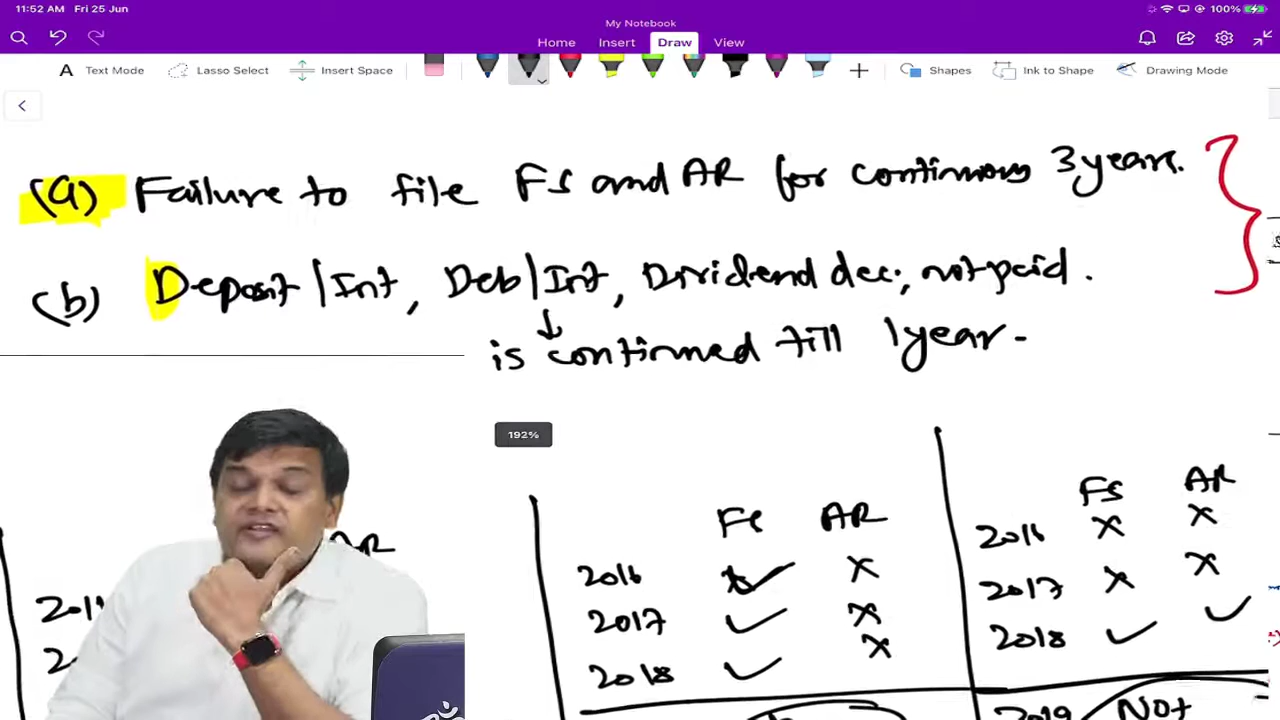 11:52 AM Fri 25 Jun
100%
My Notebook
Home Insert Draw View
Text Mode Lasso Select Insert Space Shapes Ink to Shape Drawing Mode
(a) Failure to file FS and AR for continuous 3 years.
(b) Deposit / Int, Deb / Int, Dividend dec; not paid.
is continued till 1 year.
192%
FS AR
2016 x x
2017 x x
2018
2019 Not
FS AR
2016 x
2017 x
2018 x
AR